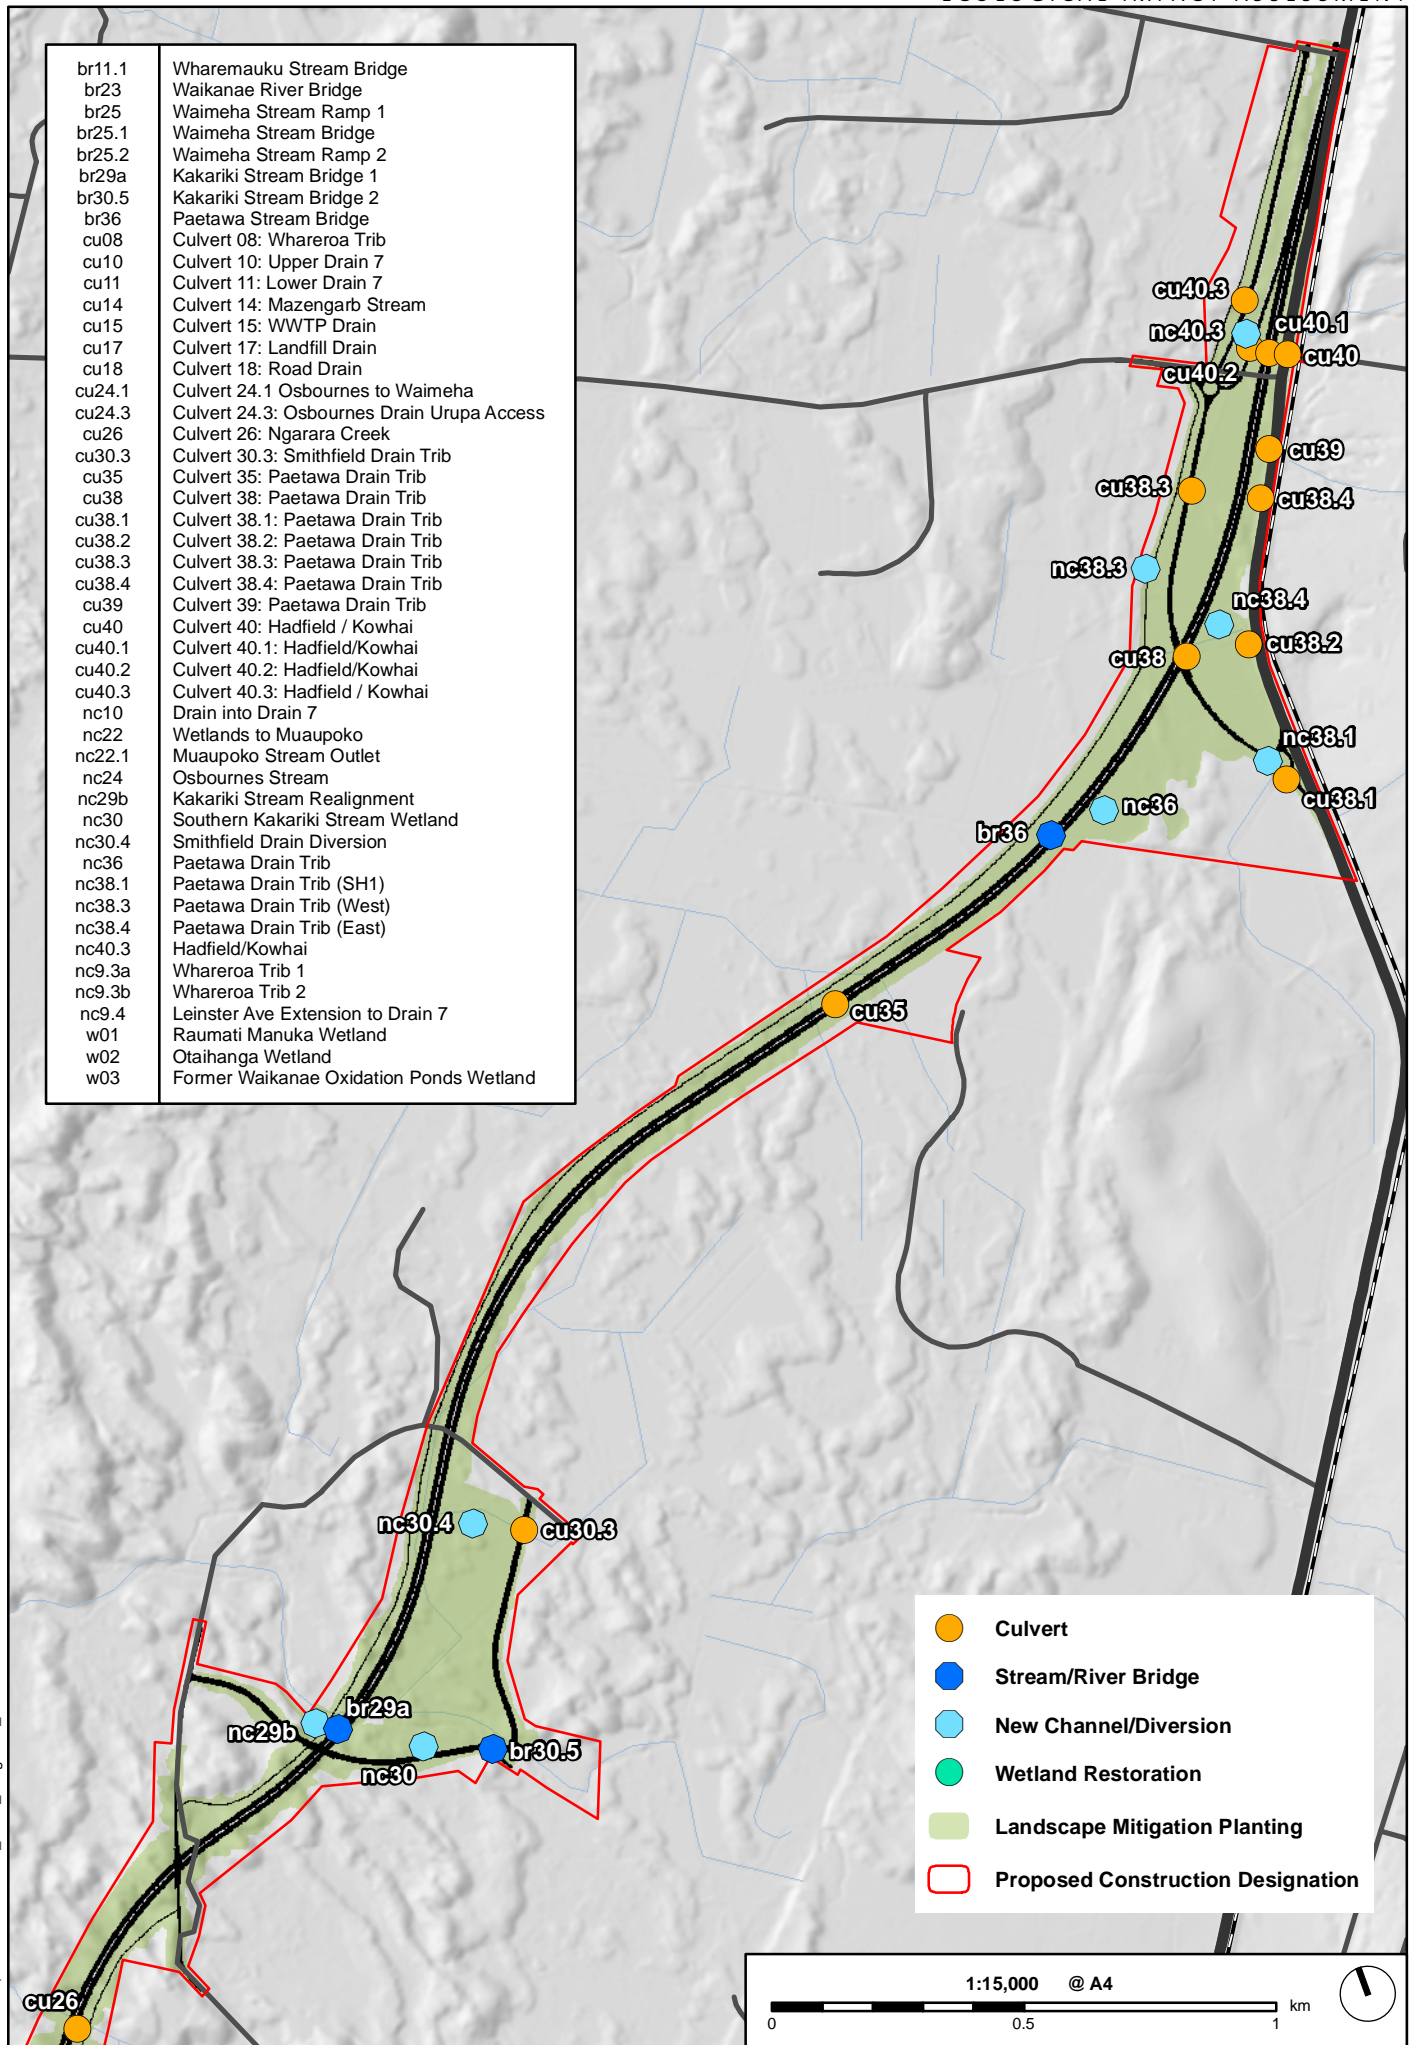 br11.1 Wharemauku Stream Bridge
br23 Waikanae River Bridge
br25 Waimeha Stream Ramp 1
br25.1 Waimeha Stream Bridge
br25.2 Waimeha Stream Ramp 2
br29a Kakariki Stream Bridge 1
br30.5 Kakariki Stream Bridge 2
br36 Paetawa Stream Bridge
cu08 Culvert 08: Whareroa Trib
cu10 Culvert 10: Upper Drain 7
cu11 Culvert 11: Lower Drain 7
cu14 Culvert 14: Mazengarb Stream
cu15 Culvert 15: WWTP Drain
cu17 Culvert 17: Landfill Drain
cu18 Culvert 18: Road Drain
cu24.1 Culvert 24.1 Osbournes to Waimeha
cu24.3 Culvert 24.3: Osbournes Drain Urupa Access
cu26 Culvert 26: Ngarara Creek
cu30.3 Culvert 30.3: Smithfield Drain Trib
cu35 Culvert 35: Paetawa Drain Trib
cu38 Culvert 38: Paetawa Drain Trib
cu38.1 Culvert 38.1: Paetawa Drain Trib
cu38.2 Culvert 38.2: Paetawa Drain Trib
cu38.3 Culvert 38.3: Paetawa Drain Trib
cu38.4 Culvert 38.4: Paetawa Drain Trib
cu39 Culvert 39: Paetawa Drain Trib
cu40 Culvert 40: Hadfield / Kowhai
cu40.1 Culvert 40.1: Hadfield/Kowhai
cu40.2 Culvert 40.2: Hadfield/Kowhai
cu40.3 Culvert 40.3: Hadfield / Kowhai
nc10 Drain into Drain 7
nc22 Wetlands to Muaupoko
nc22.1 Muaupoko Stream Outlet
nc24 Osbournes Stream
nc29b Kakariki Stream Realignment
nc30 Southern Kakariki Stream Wetland
nc30.4 Smithfield Drain Diversion
nc36 Paetawa Drain Trib
nc38.1 Paetawa Drain Trib (SH1)
nc38.3 Paetawa Drain Trib (West)
nc38.4 Paetawa Drain Trib (East)
nc40.3 Hadfield/Kowhai
nc9.3a Whareroa Trib 1
nc9.3b Whareroa Trib 2
nc9.4 Leinster Ave Extension to Drain 7
w01 Raumati Manuka Wetland
w02 Otaihanga Wetland
w03 Former Waikanae Oxidation Ponds Wetland
cu40.3
nc40.3
cu40.1
cu40
cu40.2
cu39
cu38.3
cu38.4
nc38.3
nc38.4
cu38.2
cu38
nc38.1
cu38.1
nc36
br36
cu35
nc30.4
cu30.3
br29a
nc29b
br30.5
nc30
cu26
Culvert
Stream/River Bridge
New Channel/Diversion
Wetland Restoration
Landscape Mitigation Planting
Proposed Construction Designation
1:15,000 @ A4
km
0 0.5 1